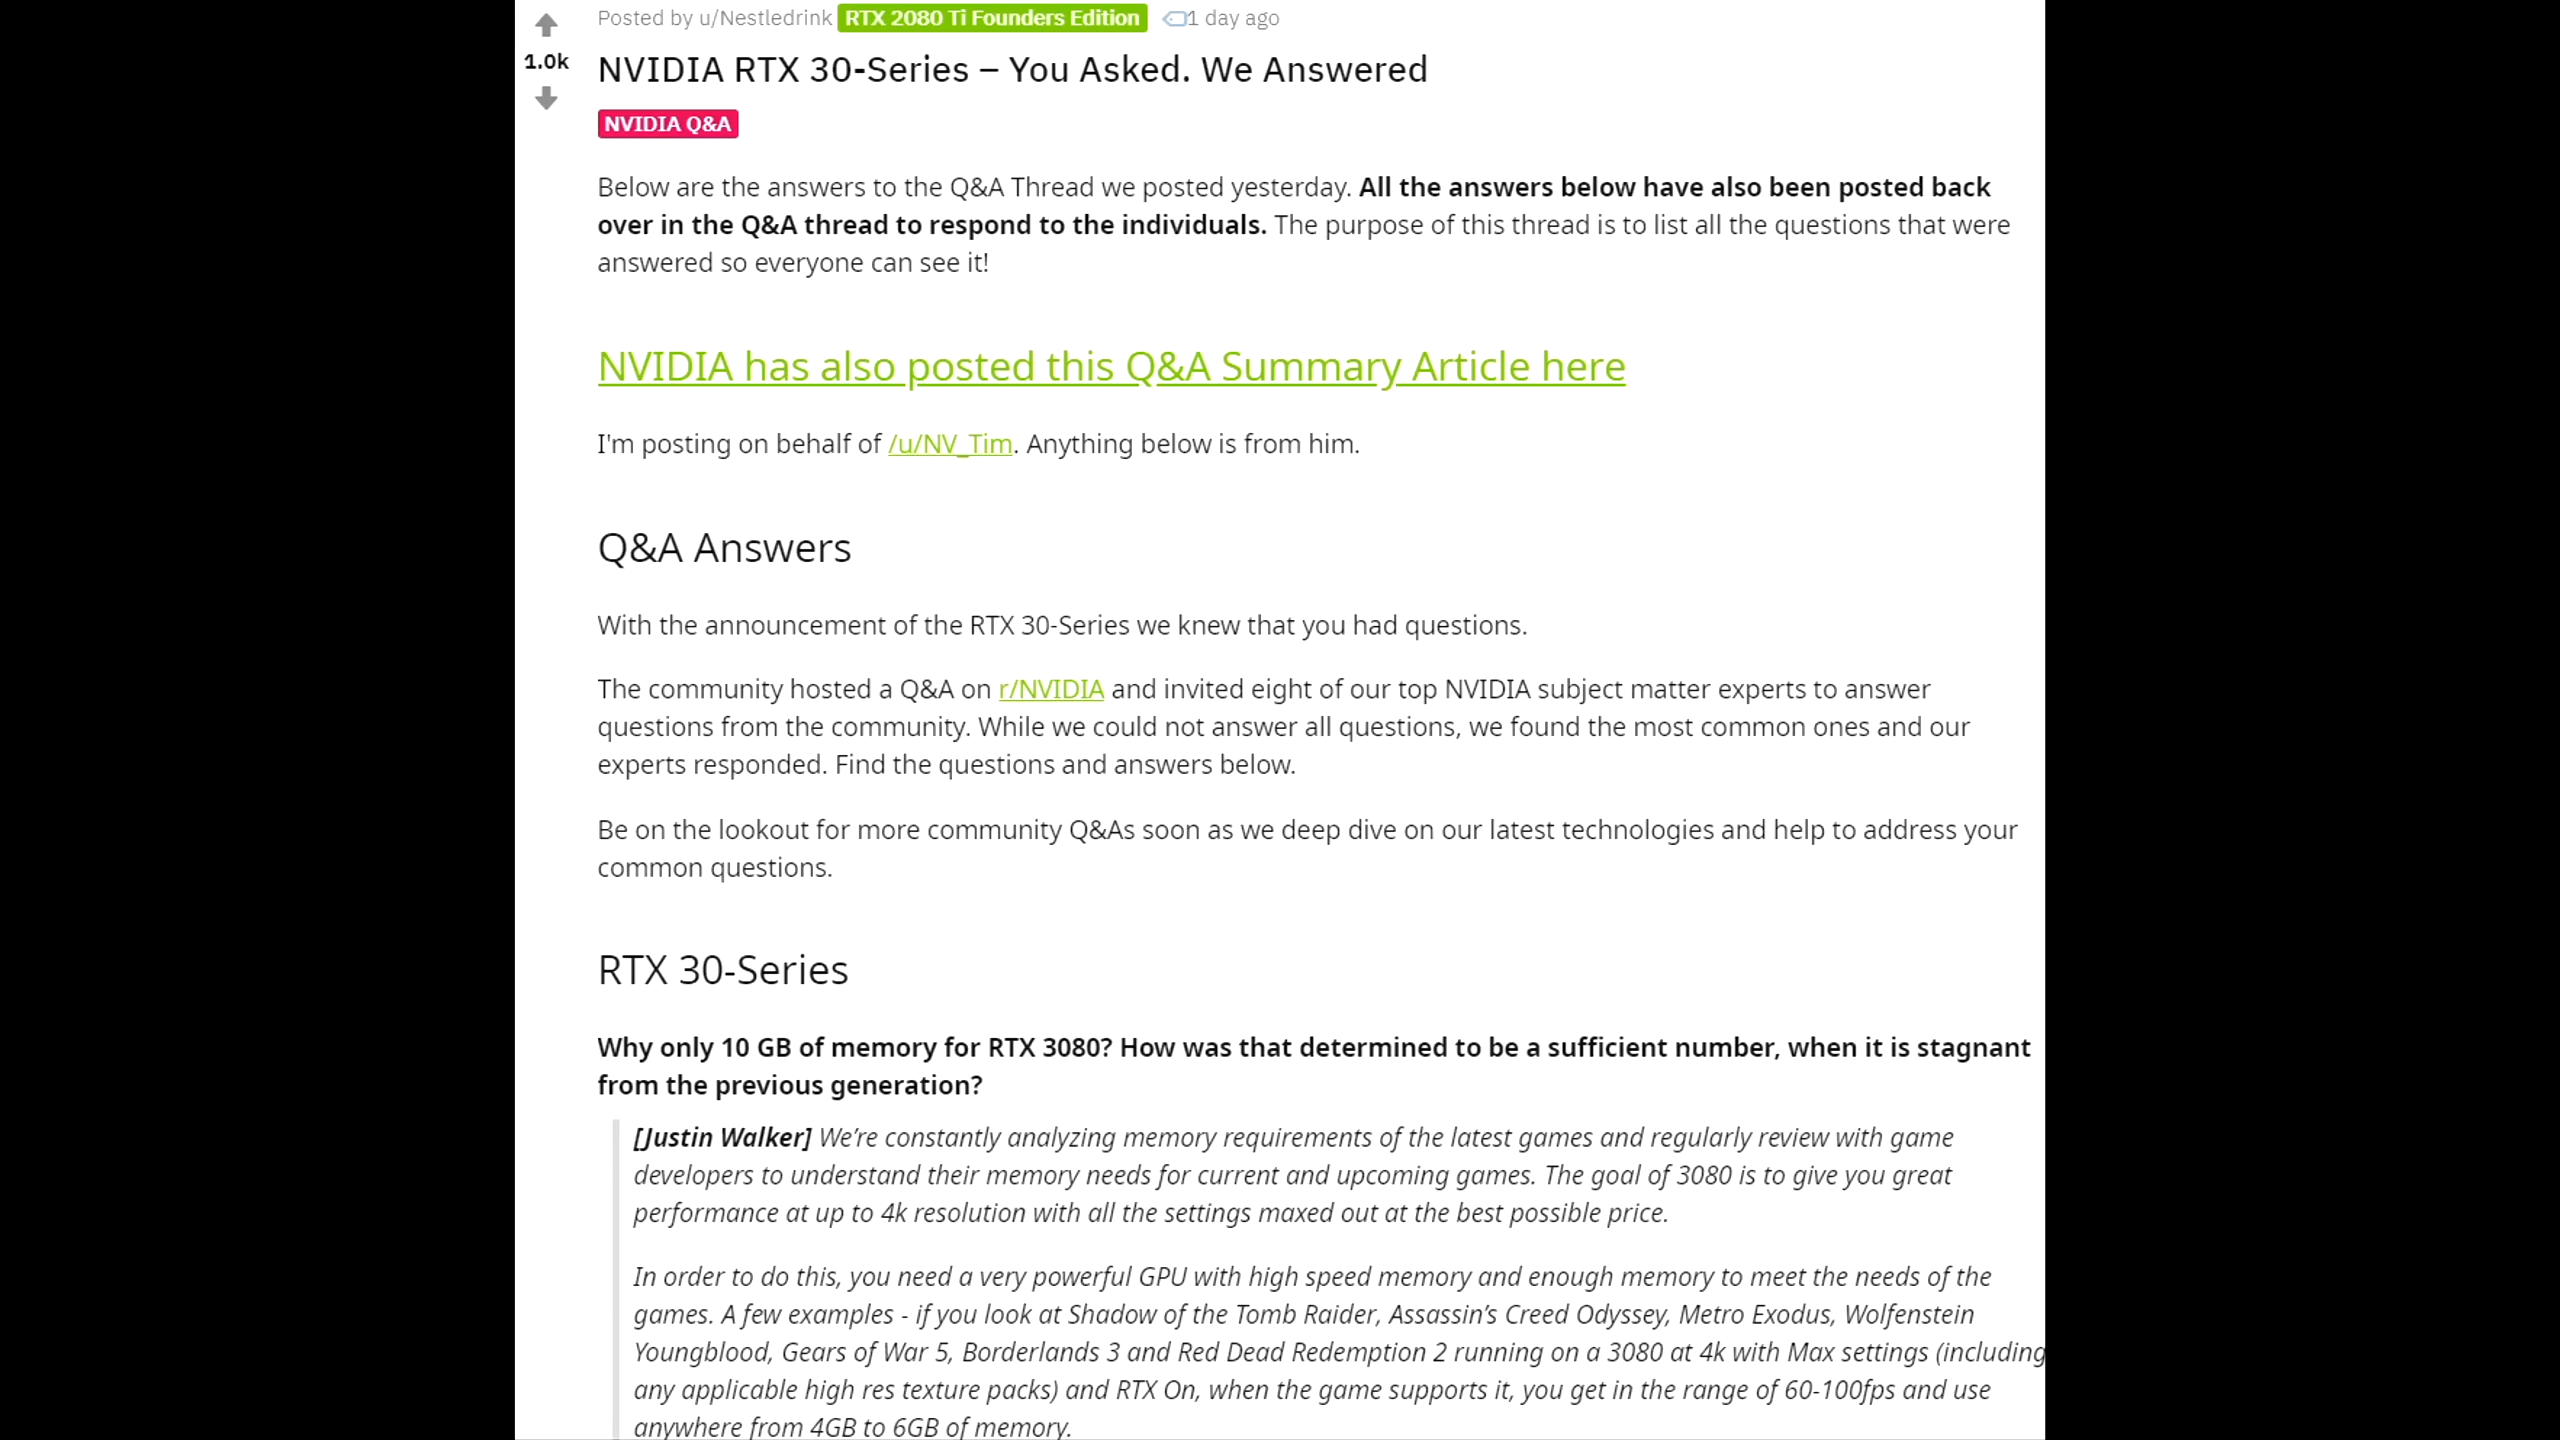 Posted by u/Nestledrink RTX 2080 Ti Founders Edition 1 day ago
1.0k
NVIDIA RTX 30-Series – You Asked. We Answered
NVIDIA Q&A
Below are the answers to the Q&A Thread we posted yesterday. All the answers below have also been posted back
over in the Q&A thread to respond to the individuals. The purpose of this thread is to list all the questions that were
answered so everyone can see it!
NVIDIA has also posted this Q&A Summary Article here
I'm posting on behalf of /u/NV_Tim. Anything below is from him.
Q&A Answers
With the announcement of the RTX 30-Series we knew that you had questions.
The community hosted a Q&A on r/NVIDIA and invited eight of our top NVIDIA subject matter experts to answer
questions from the community. While we could not answer all questions, we found the most common ones and our
experts responded. Find the questions and answers below.
Be on the lookout for more community Q&As soon as we deep dive on our latest technologies and help to address your
common questions.
RTX 30-Series
Why only 10 GB of memory for RTX 3080? How was that determined to be a sufficient number, when it is stagnant
from the previous generation?
[Justin Walker] We’re constantly analyzing memory requirements of the latest games and regularly review with game
developers to understand their memory needs for current and upcoming games. The goal of 3080 is to give you great
performance at up to 4k resolution with all the settings maxed out at the best possible price.
In order to do this, you need a very powerful GPU with high speed memory and enough memory to meet the needs of the
games. A few examples - if you look at Shadow of the Tomb Raider, Assassin’s Creed Odyssey, Metro Exodus, Wolfenstein
Youngblood, Gears of War 5, Borderlands 3 and Red Dead Redemption 2 running on a 3080 at 4k with Max settings (including
any applicable high res texture packs) and RTX On, when the game supports it, you get in the range of 60-100fps and use
anywhere from 4GB to 6GB of memory.